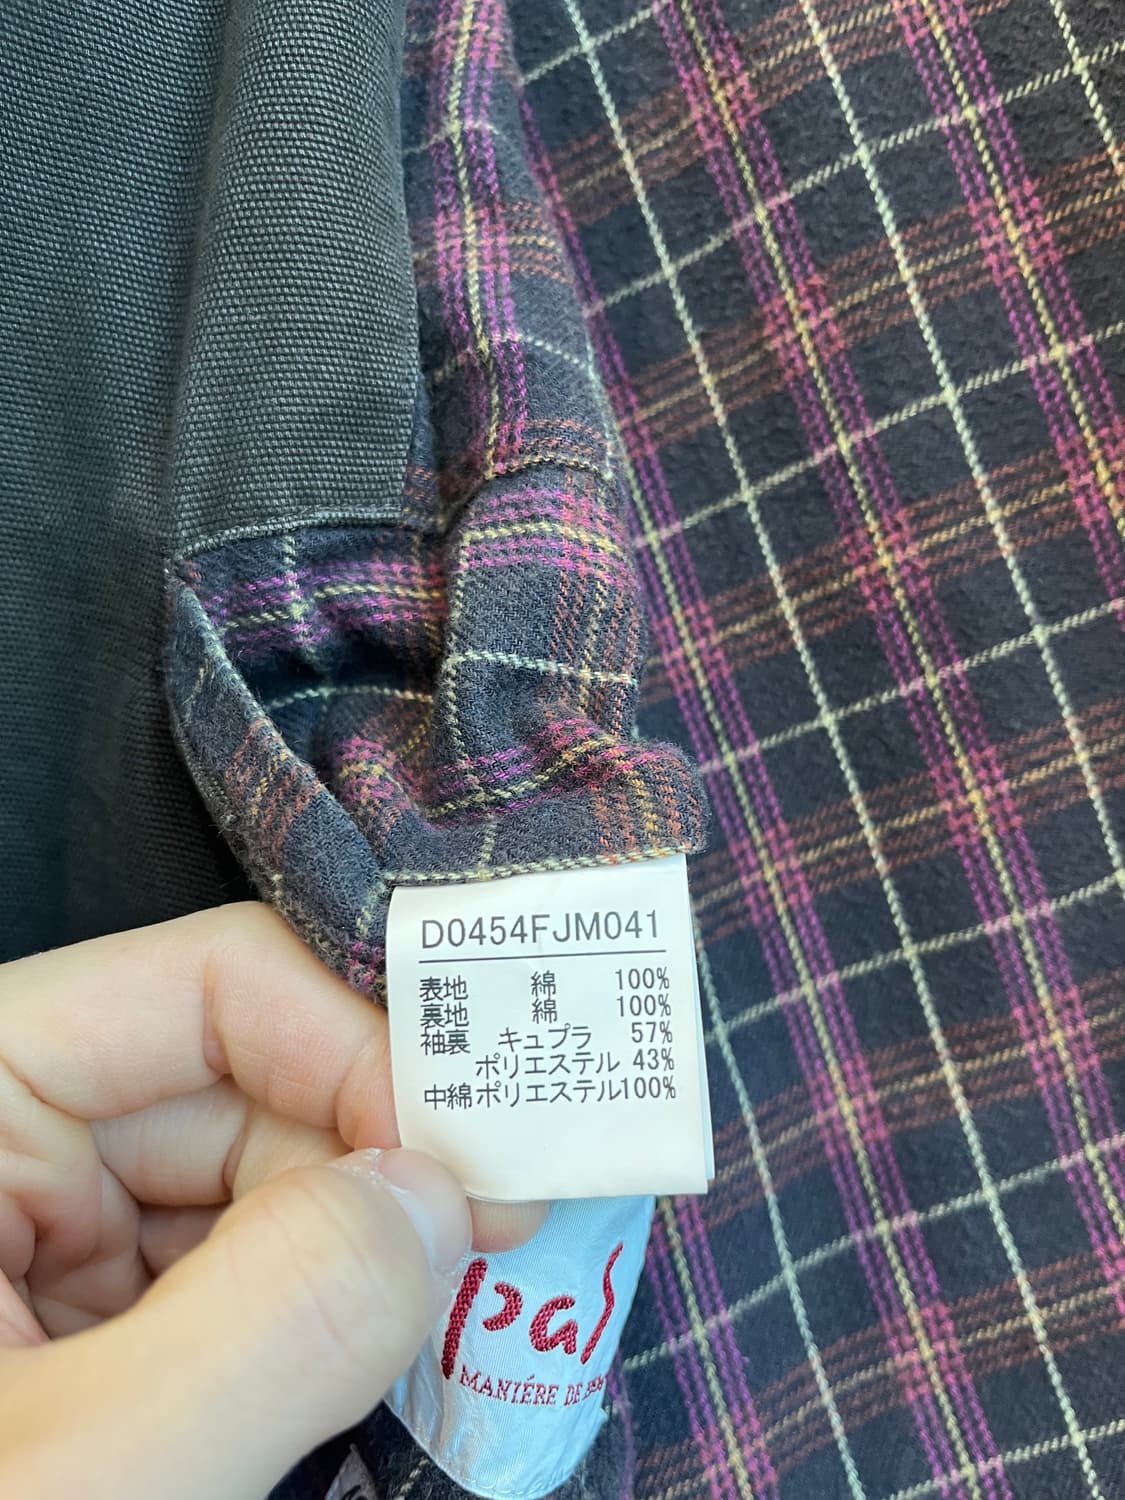 D0454FJM041
表地 綿 100%
裏地 綿 100%
袖裏 キュプラ 57%
ポリエステル 43%
中綿 ポリエステル100%
pal
MANIÉRE DE